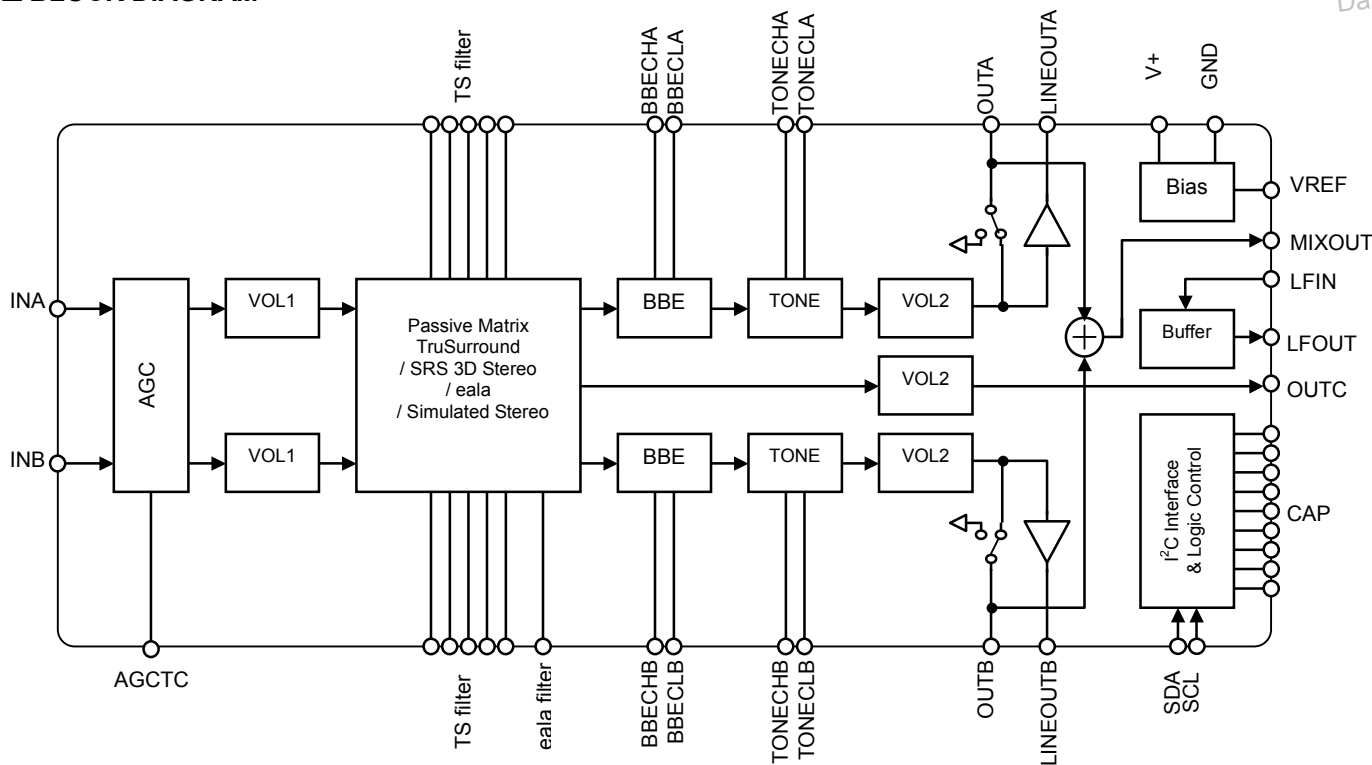 TS filter
BBECHA
BBECLA
TONECHA
TONECLA
OUTA
LINEOUTA
V+
GND
Bias
VREF
MIXOUT
LFIN
Buffer
LFOUT
OUTC
INA
INB
AGC
VOL1
VOL1
Passive Matrix
TruSurround
/ SRS 3D Stereo
/ eala
/ Simulated Stereo
BBE
TONE
VOL2
VOL2
BBE
TONE
VOL2
I²C Interface
& Logic Control
CAP
AGCTC
TS filter
eala filter
BBECHB
BBECLB
TONECHB
TONECLB
OUTB
LINEOUTB
SDA
SCL